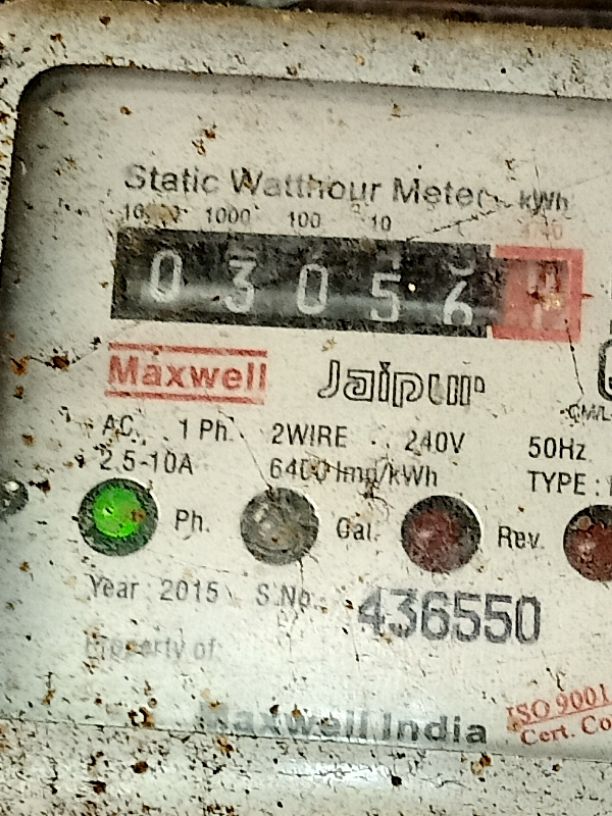 Static Watthour Meter kWh
1000 100 10
0 3 0 5 6
Maxwell Jaipur
AC 1 Ph. 2WIRE 240V 50Hz
2.5-10A 6400 Imp/kWh TYPE :
Ph. Cal. Rev.
Year : 2015 S.No. 436550
Property of
Maxwell India
ISO 9001
Cert. Co